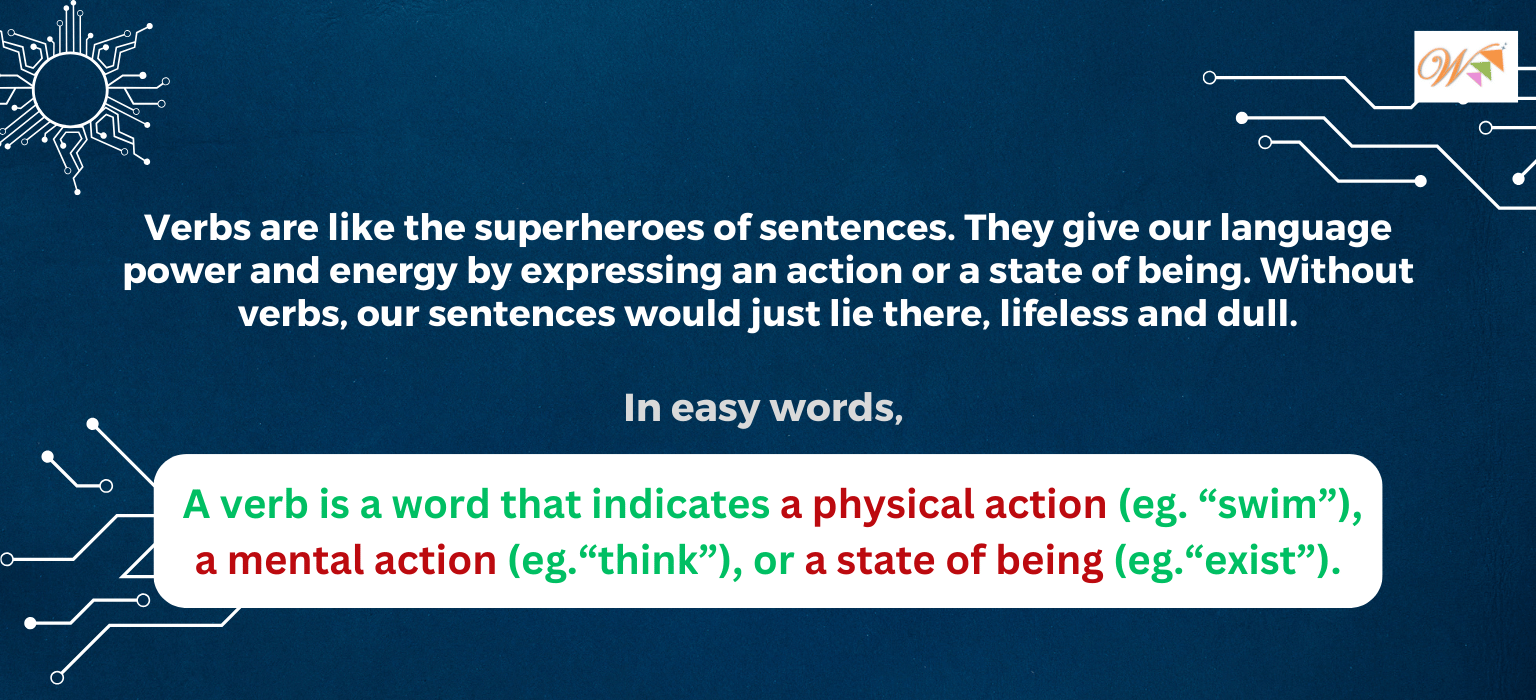 W
Verbs are like the superheroes of sentences. They give our language
power and energy by expressing an action or a state of being. Without
verbs, our sentences would just lie there, lifeless and dull.
In easy words,
A verb is a word that indicates a physical action (eg. “swim”),
a mental action (eg.“think”), or a state of being (eg.“exist”).